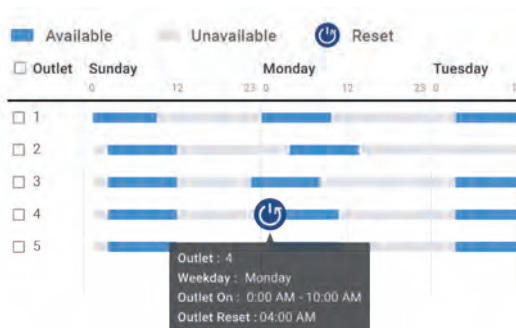 Available Unavailable Reset
Outlet Sunday Monday Tuesday
0 12 23 0 12 23 0
1
2
3
4
5
Outlet : 4
Weekday : Monday
Outlet On : 0:00 AM - 10:00 AM
Outlet Reset : 04:00 AM